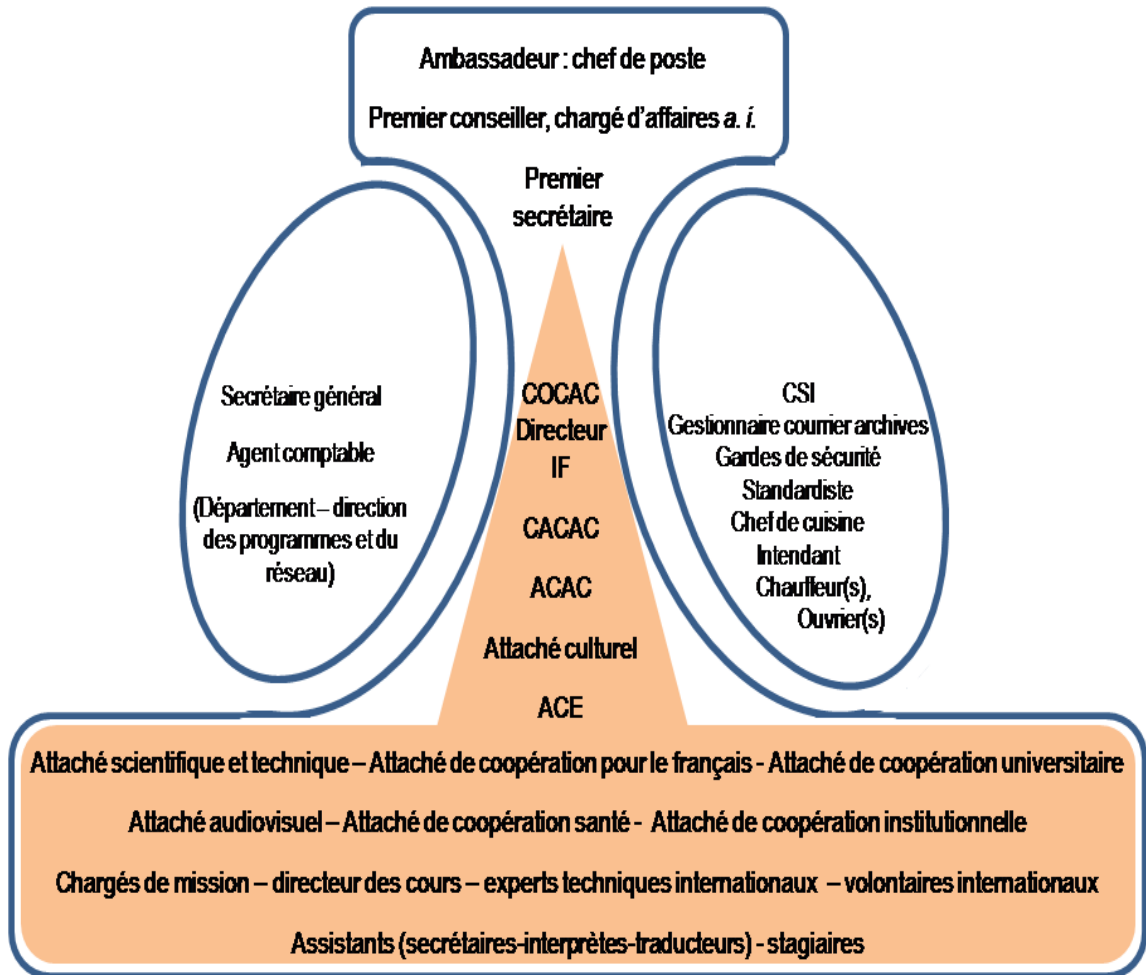 Ambassadeur : chef de poste
Premier conseiller, chargé d'affaires a. i.
Premier
secrétaire
Secrétaire général
Agent comptable
(Département – direction
des programmes et du
réseau)
COCAC
Directeur
IF
CACAC
ACAC
Attaché culturel
ACE
CSI
Gestionnaire courrier archives
Gardes de sécurité
Standardiste
Chef de cuisine
Intendant
Chauffeur(s),
Ouvrier(s)
Attaché scientifique et technique – Attaché de coopération pour le français - Attaché de coopération universitaire
Attaché audiovisuel – Attaché de coopération santé - Attaché de coopération institutionnelle
Chargés de mission – directeur des cours – experts techniques internationaux – volontaires internationaux
Assistants (secrétaires-interprètes-traducteurs) - stagiaires